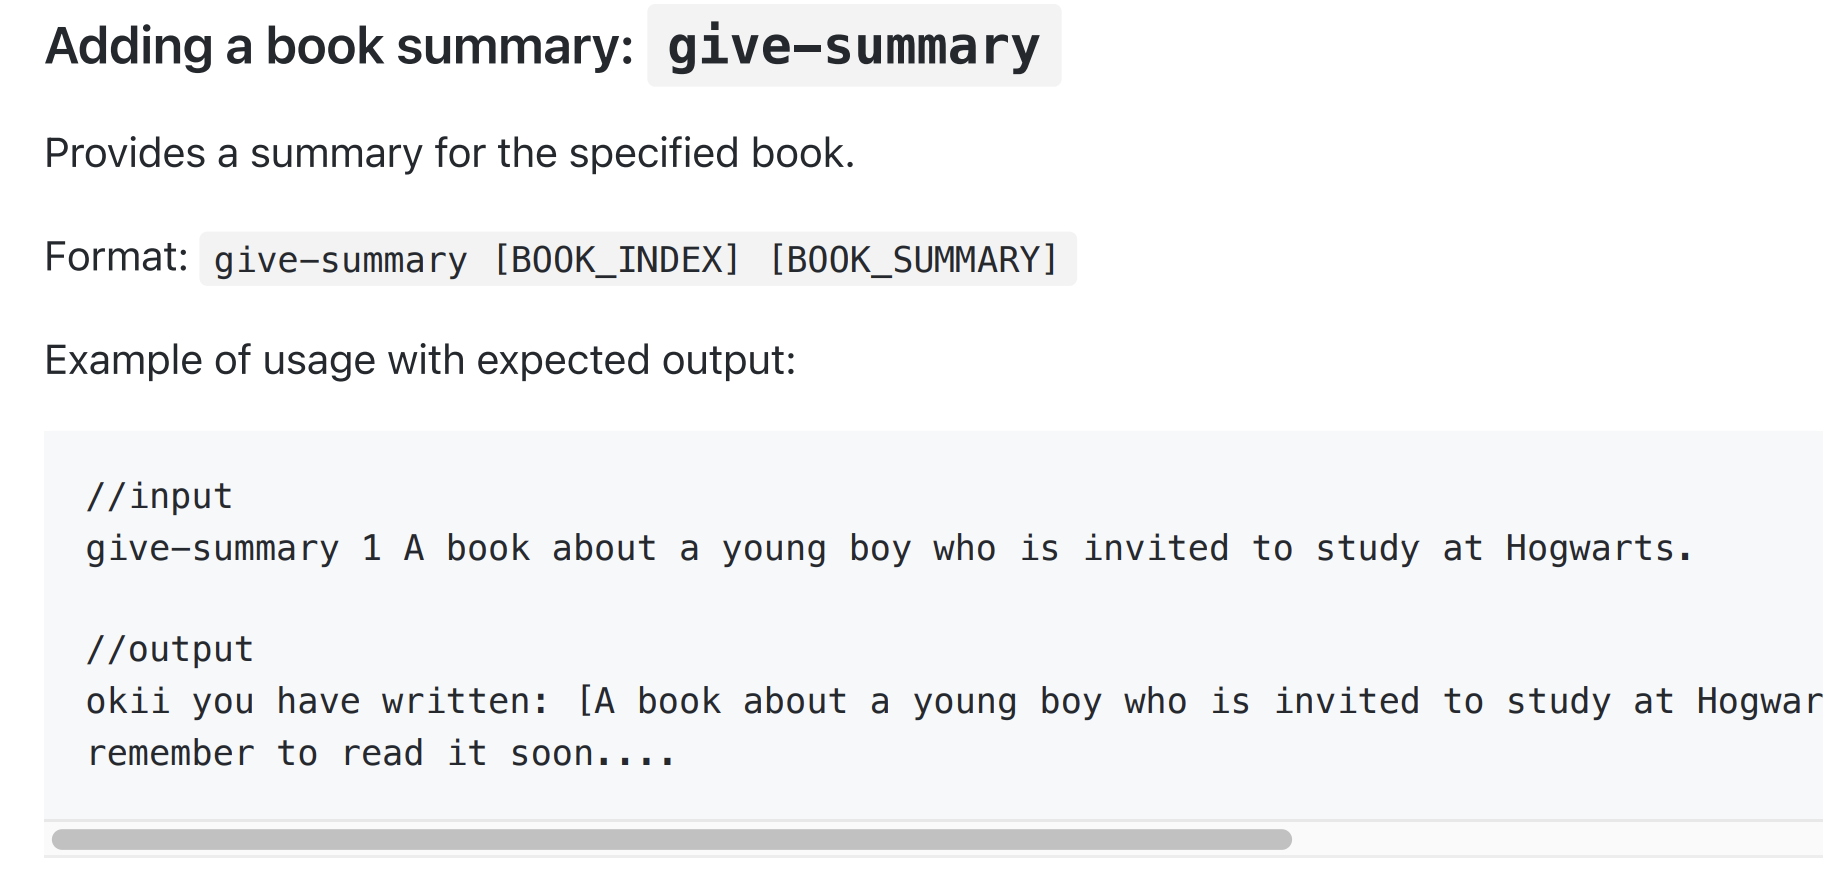 Adding a book summary: give-summary
Provides a summary for the specified book.
Format: give-summary [BOOK_INDEX] [BOOK_SUMMARY]
Example of usage with expected output:
//input
give-summary 1 A book about a young boy who is invited to study at Hogwarts.
//output
okii you have written: [A book about a young boy who is invited to study at Hogwar
remember to read it soon....